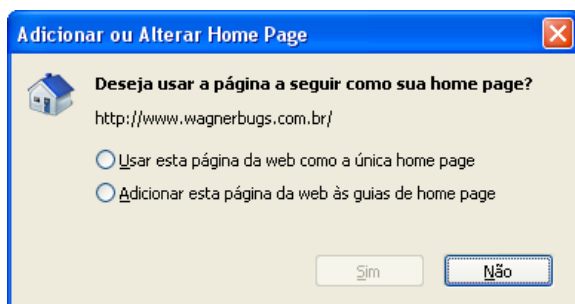 Adicionar ou Alterar Home Page
Deseja usar a página a seguir como sua home page?
http://www.wagnerbugs.com.br/
Usar esta página da web como a única home page
Adicionar esta página da web às guias de home page
Sim
Não